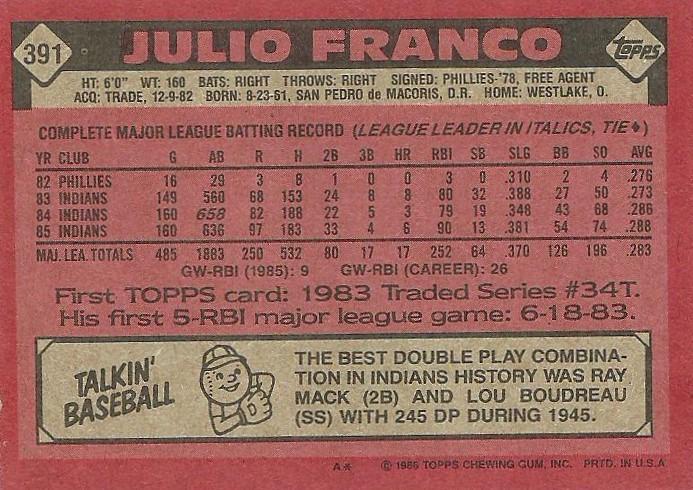 391 JULIO FRANCO topps
HT: 6'0" WT: 160 BATS: RIGHT THROWS: RIGHT SIGNED: PHILLIES-'78, FREE AGENT
ACQ: TRADE, 12-9-82 BORN: 8-23-61, SAN PEDRO de MACORIS, D.R. HOME: WESTLAKE, O.
COMPLETE MAJOR LEAGUE BATTING RECORD (LEAGUE LEADER IN ITALICS, TIE♦)
YR CLUB G AB R H 2B 3B HR RBI SB SLG BB SO AVG
82 PHILLIES 16 29 3 8 1 0 0 3 0 .310 2 4 .276
83 INDIANS 149 560 68 153 24 8 8 80 32 .388 27 50 .273
84 INDIANS 160 658 82 188 22 5 3 79 19 .348 43 68 .286
85 INDIANS 160 636 97 183 33 4 6 90 13 .381 54 74 .288
MAJ. LEA. TOTALS 485 1883 250 532 80 17 17 252 64 .370 126 196 .283
GW-RBI (1985): 9 GW-RBI (CAREER): 26
First TOPPS card: 1983 Traded Series #34T.
His first 5-RBI major league game: 6-18-83.
TALKIN'
BASEBALL
THE BEST DOUBLE PLAY COMBINA-
TION IN INDIANS HISTORY WAS RAY
MACK (2B) AND LOU BOUDREAU
(SS) WITH 245 DP DURING 1945.
A* © 1986 TOPPS CHEWING GUM, INC. PRTD. IN U.S.A